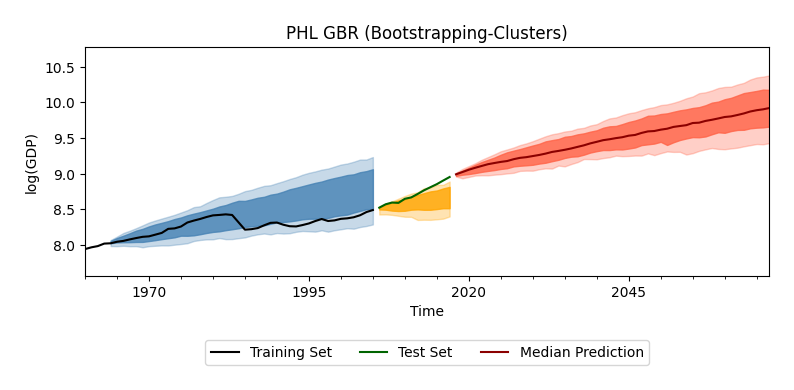 PHL GBR (Bootstrapping-Clusters)
10.5
10.0
9.5
9.0
8.5
8.0
log(GDP)
1970 1995 2020 2045
Time
Training Set Test Set Median Prediction